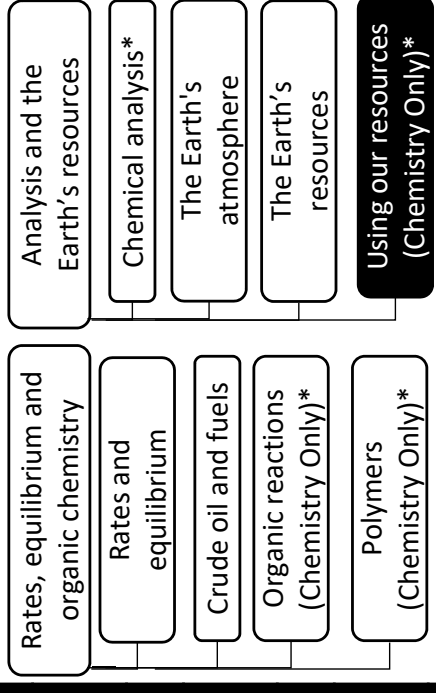 Analysis and the
Earth’s resources
Chemical analysis*
The Earth's
atmosphere
The Earth’s
resources
Using our resources
(Chemistry Only)*
Rates, equilibrium and
organic chemistry
Rates and
equilibrium
Crude oil and fuels
Organic reactions
(Chemistry Only)*
Polymers
(Chemistry Only)*